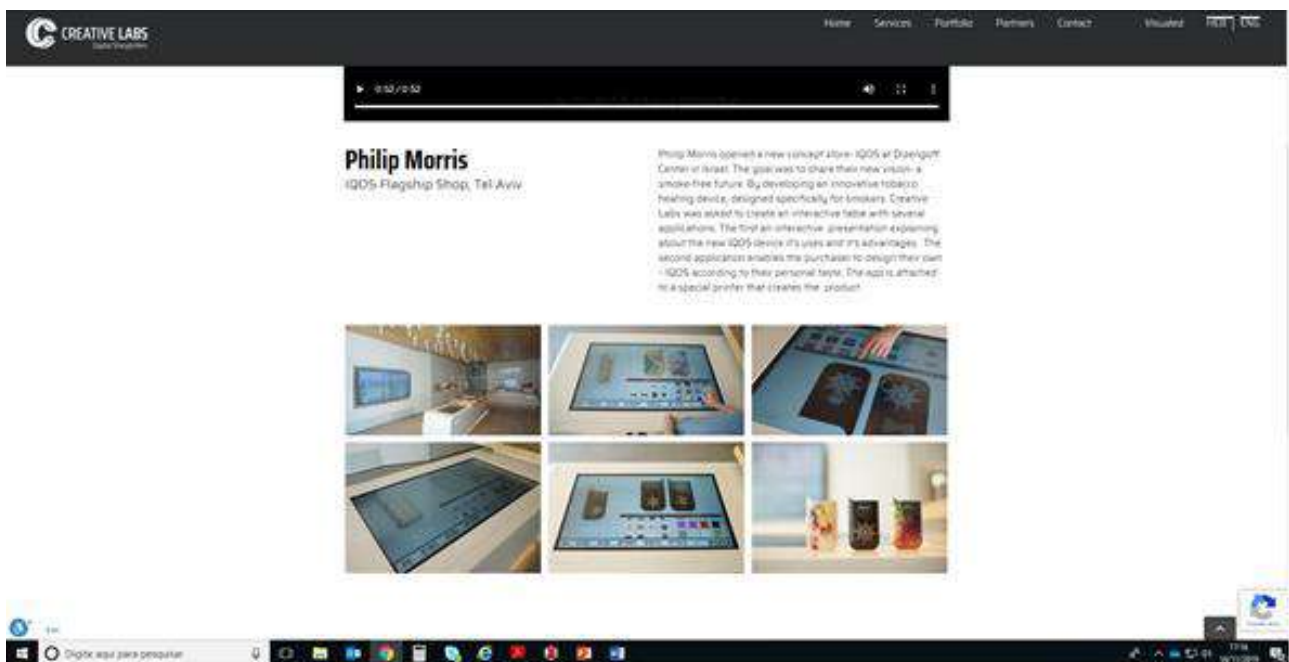 CREATIVE LABS
Home Services Portfolio Partners Contact
HEB ENG
0:52 / 0:52
Philip Morris
IQOS Flagship Shop, Tel Aviv
Philip Morris opened a new concept store- IQOS at Dizengoff
Center in Israel. The goal was to share their new vision- a
smoke-free future. By developing an innovative tobacco
heating device, designed specifically for smokers. Creative
Labs was asked to create an interactive table with several
applications. The first an interactive presentation explaining
about the new IQOS device it's uses and it's advantages. The
second application enables the purchaser to design their own
- IQOS according to their personal taste. The app is attached
to a special printer that creates the product
Digite aqui para pesquisar